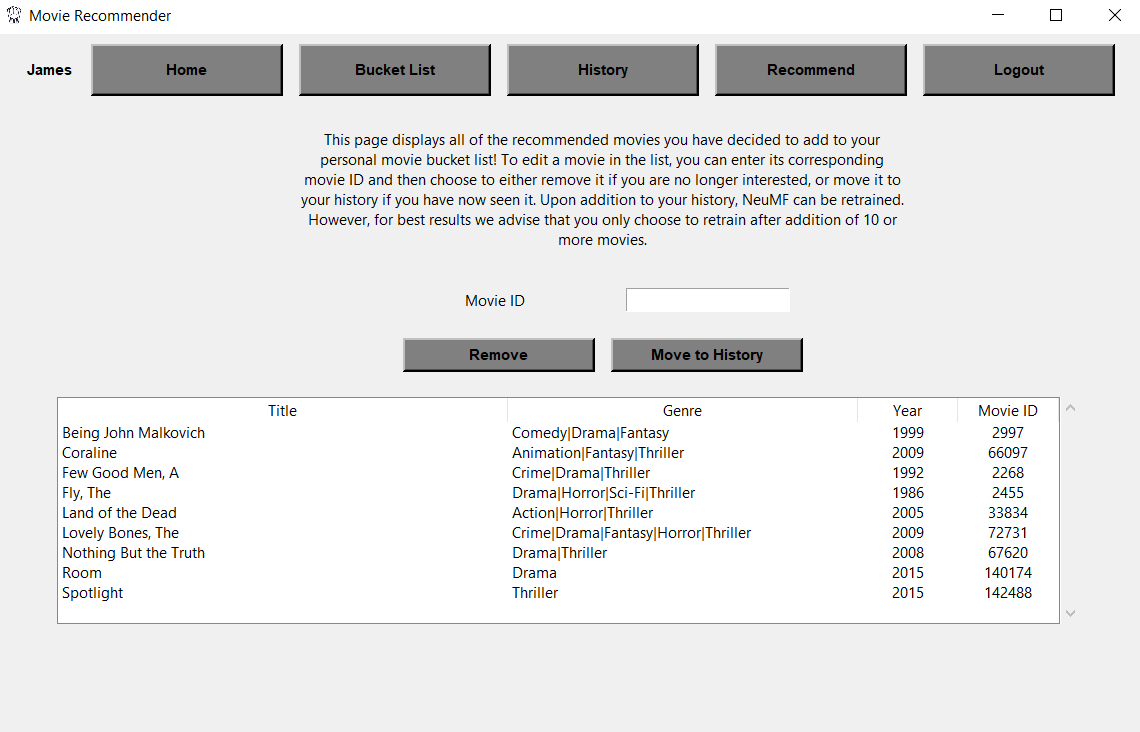 Movie Recommender
James Home Bucket List History Recommend Logout
This page displays all of the recommended movies you have decided to add to your
personal movie bucket list! To edit a movie in the list, you can enter its corresponding
movie ID and then choose to either remove it if you are no longer interested, or move it to
your history if you have now seen it. Upon addition to your history, NeuMF can be retrained.
However, for best results we advise that you only choose to retrain after addition of 10 or
more movies.
Movie ID
Remove Move to History
Title Genre Year Movie ID
Being John Malkovich Comedy|Drama|Fantasy 1999 2997
Coraline Animation|Fantasy|Thriller 2009 66097
Few Good Men, A Crime|Drama|Thriller 1992 2268
Fly, The Drama|Horror|Sci-Fi|Thriller 1986 2455
Land of the Dead Action|Horror|Thriller 2005 33834
Lovely Bones, The Crime|Drama|Fantasy|Horror|Thriller 2009 72731
Nothing But the Truth Drama|Thriller 2008 67620
Room Drama 2015 140174
Spotlight Thriller 2015 142488